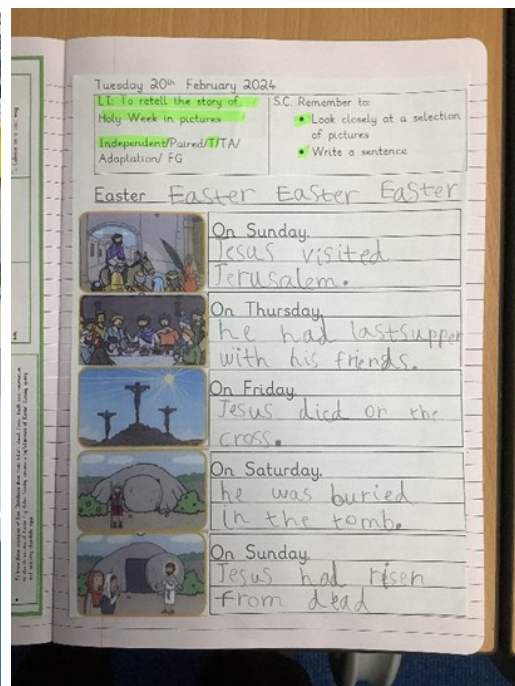 Tuesday 20th February 2024
LI: To retell the story of
Holy Week in pictures
Independent/Paired/T/TA/
Adaptation/ FG
S.C. Remember to:
• Look closely at a selection
of pictures
• Write a sentence
Easter Easter Easter Easter
On Sunday,
Jesus visited
Jerusalem.
On Thursday,
he had lastsupper
with his friends.
On Friday,
Jesus died on the
cross.
On Saturday,
he was buried
in the tomb.
On Sunday,
Jesus had risen
from dead